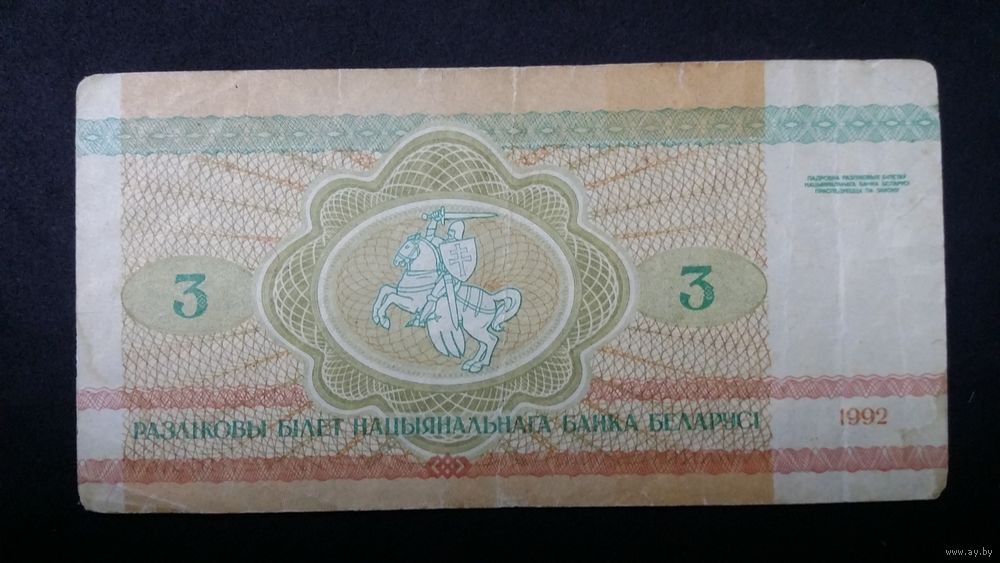 ПАДРОБКА РАЗЛІКОВЫХ БІЛЕТАЎ
НАЦЫЯНАЛЬНАГА БАНКА БЕЛАРУСІ
ПРАСЛЕДУЕЦЦА ПА ЗАКОНУ
3
3
РАЗЛІКОВЫ БІЛЕТ НАЦЫЯНАЛЬНАГА БАНКА БЕЛАРУСІ
1992
www.ay.by